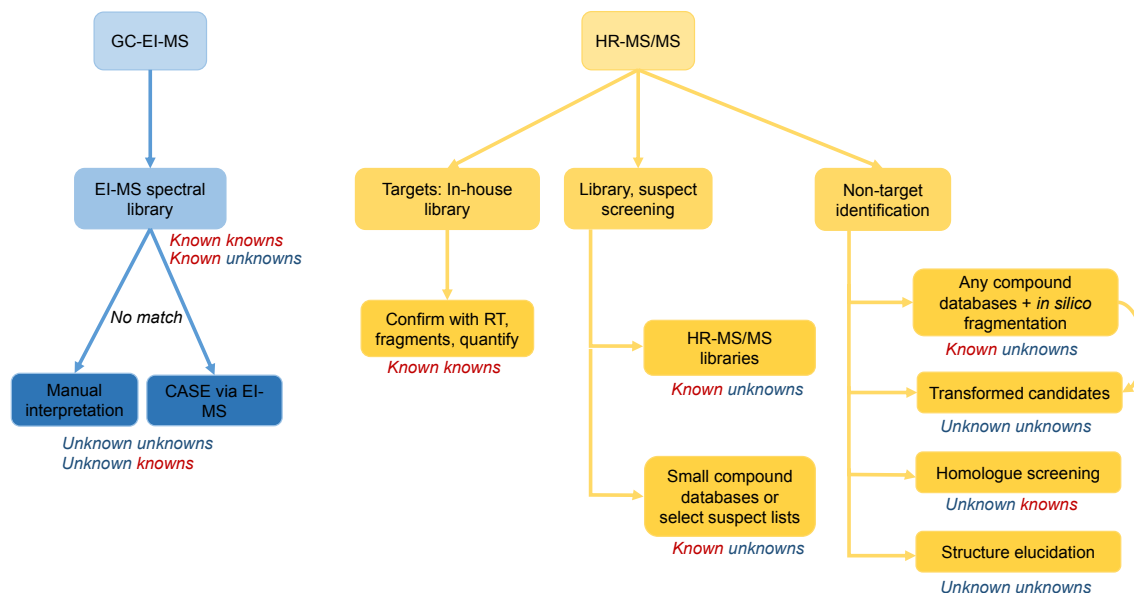 GC-EI-MS
EI-MS spectral
library
Known knowns
Known unknowns
No match
Manual
interpretation
CASE via EI-
MS
Unknown unknowns
Unknown knowns
HR-MS/MS
Targets: In-house
library
Confirm with RT,
fragments, quantify
Known knowns
Library, suspect
screening
HR-MS/MS
libraries
Known unknowns
Small compound
databases or
select suspect lists
Known unknowns
Non-target
identification
Any compound
databases + in silico
fragmentation
Known unknowns
Transformed candidates
Unknown unknowns
Homologue screening
Unknown knowns
Structure elucidation
Unknown unknowns